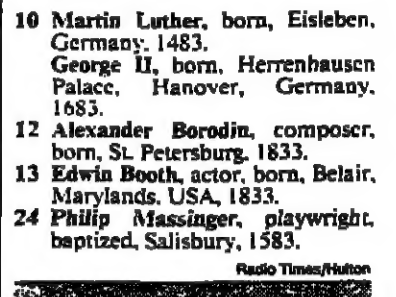 10 Martin Luther, born, Eisleben,
Germany, 1483.
George II, born, Herrenhausen
Palace, Hanover, Germany,
1683.
12 Alexander Borodin, composer,
born, St. Petersburg, 1833.
13 Edwin Booth, actor, born, Belair,
Marylands, USA, 1833.
24 Philip Massinger, playwright,
baptized, Salisbury, 1583.
Radio Times/Hulton